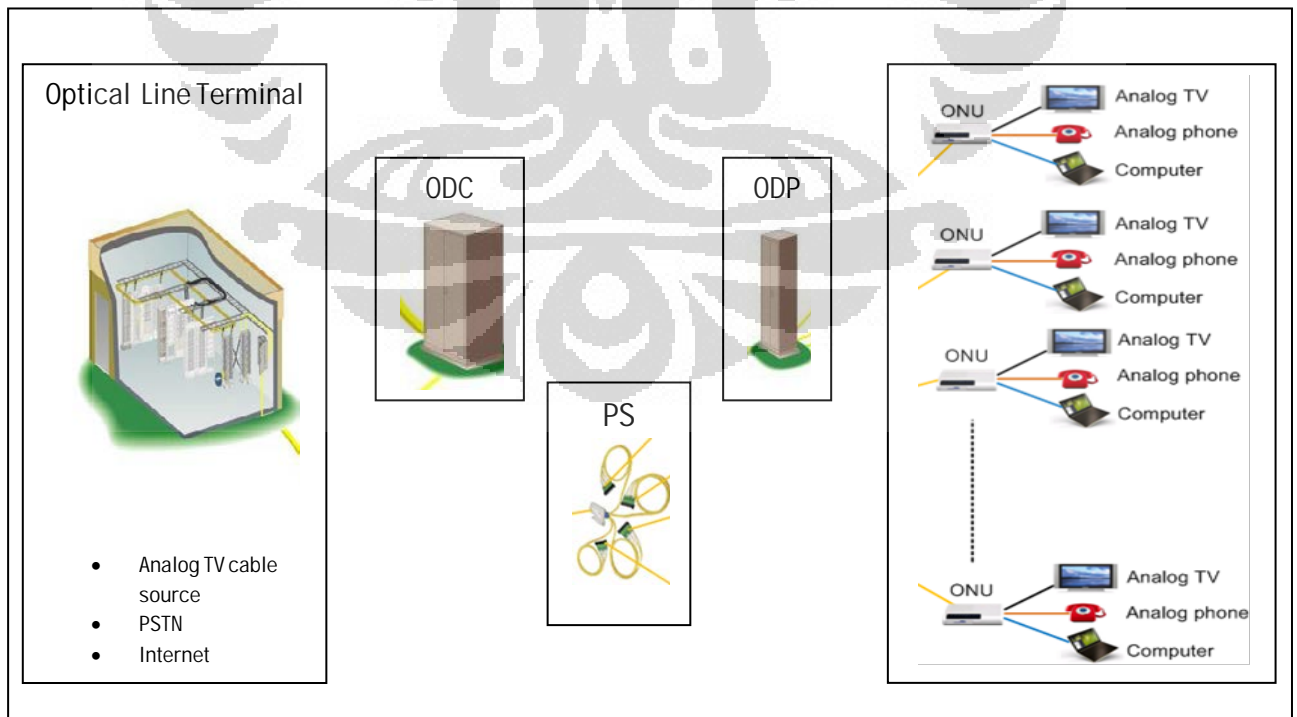 Optical Line Terminal
• Analog TV cable
source
• PSTN
• Internet
ODC
PS
ODP
ONU
Analog TV
Analog phone
Computer
ONU
Analog TV
Analog phone
Computer
ONU
Analog TV
Analog phone
Computer
ONU
Analog TV
Analog phone
Computer